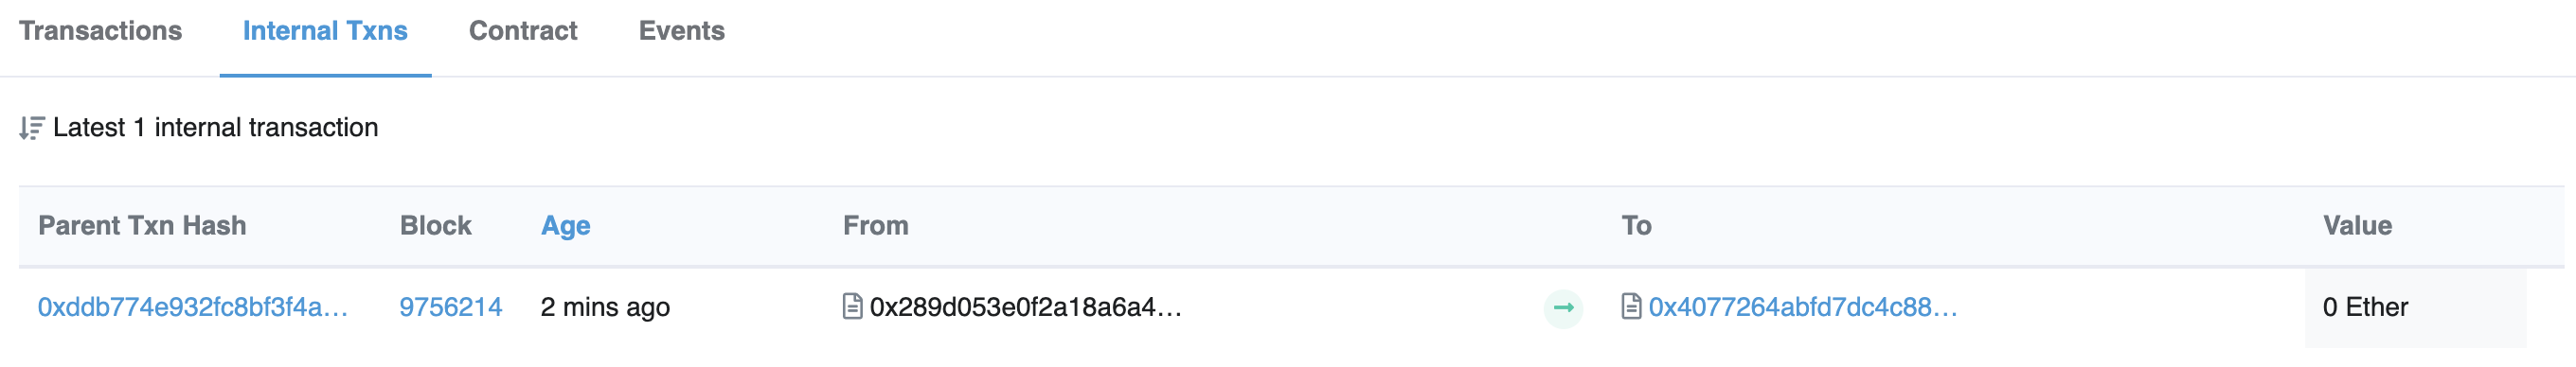 Transactions Internal Txns Contract Events
Latest 1 internal transaction
Parent Txn Hash Block Age From To Value
0xddb774e932fc8bf3f4a... 9756214 2 mins ago 0x289d053e0f2a18a6a4... 0x4077264abfd7dc4c88... 0 Ether